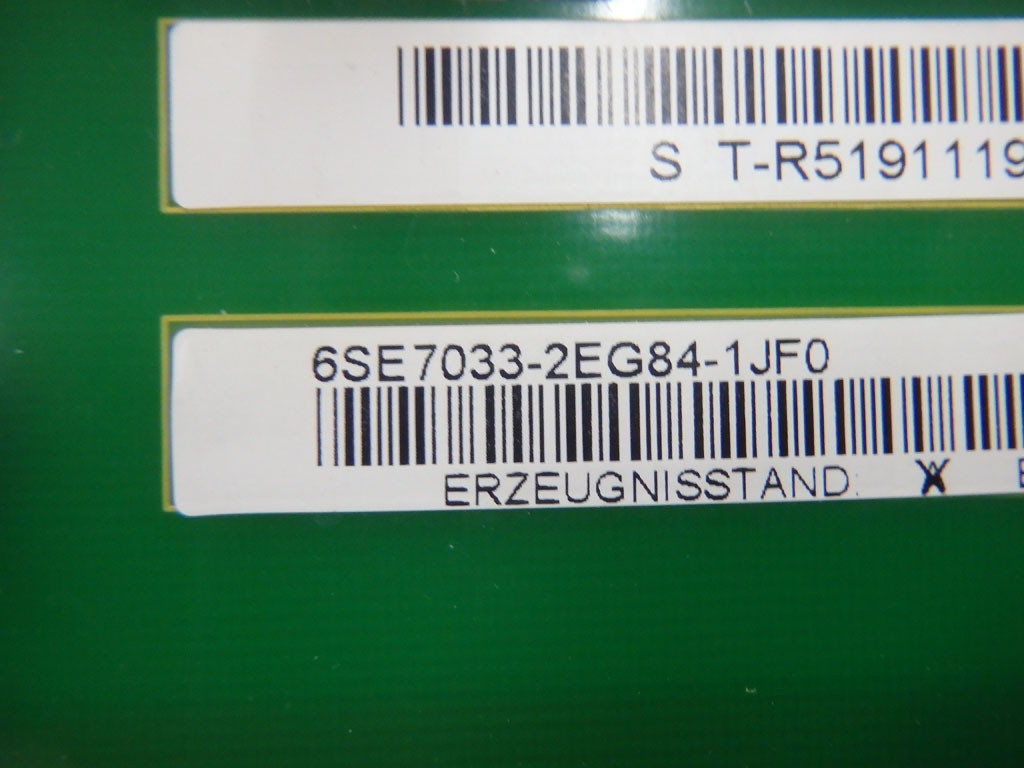 S T-R5191119
6SE7033-2EG84-1JF0
ERZEUGNISSTAND: